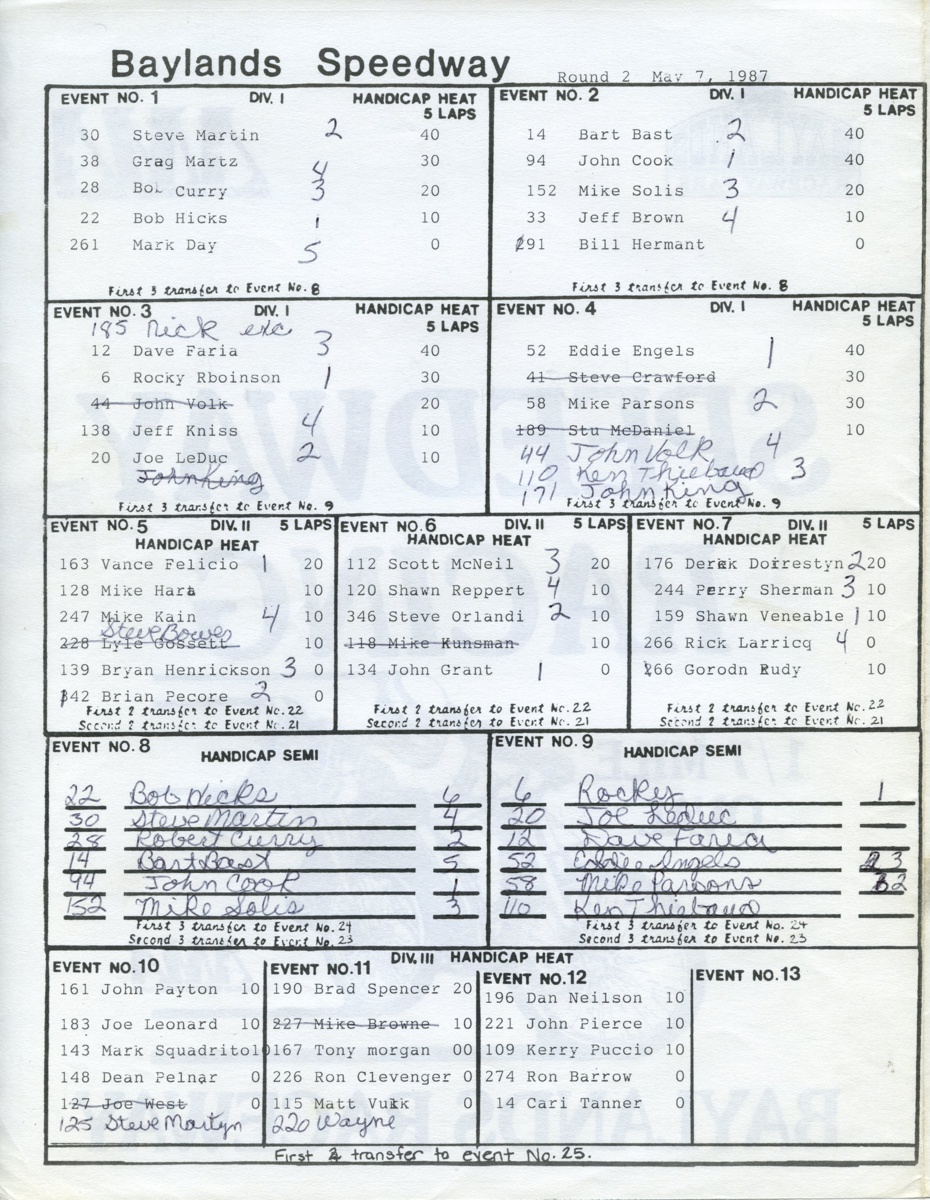 Baylands Speedway
Round 2 May 7, 1987
EVENT NO. 1 DIV. I HANDICAP HEAT
5 LAPS
30 Steve Martin 2 40
38 Grag Martz 4 30
28 Bob Curry 3 20
22 Bob Hicks 1 10
261 Mark Day 5 0
First 3 transfer to Event No. 8
EVENT NO. 2 DIV. I HANDICAP HEAT
5 LAPS
14 Bart Bast 2 40
94 John Cook 1 40
152 Mike Solis 3 20
33 Jeff Brown 4 10
291 Bill Hermant 0
First 3 transfer to Event No. 8
EVENT NO. 3 DIV. I HANDICAP HEAT
5 LAPS
185 Rick exc
12 Dave Faria 3 40
6 Rocky Rboinson 1 30
44 John Volk 20
138 Jeff Kniss 4 10
20 Joe LeDuc 2 10
John King
First 3 transfer to Event No. 9
EVENT NO. 4 DIV. I HANDICAP HEAT
5 LAPS
52 Eddie Engels 1 40
41 Steve Crawford 30
58 Mike Parsons 2 30
189 Stu McDaniel 10
44 John Volk 4
110 Ken Thiebaud 3
171 John King
First 3 transfer to Event No. 9
EVENT NO. 5 DIV. II 5 LAPS
HANDICAP HEAT
163 Vance Felicio 1 20
128 Mike Hara 10
247 Mike Kain 4 10
Steve Bowes
228 Lyle Gossett 10
139 Bryan Henrickson 3 0
42 Brian Pecore 2 0
First 2 transfer to Event No. 22
Second 2 transfer to Event No. 21
EVENT NO. 6 DIV. II 5 LAPS
HANDICAP HEAT
112 Scott McNeil 3 20
120 Shawn Reppert 4 10
346 Steve Orlandi 2 10
118 Mike Kunsman 10
134 John Grant 1 0
First 2 transfer to Event No. 22
Second 2 transfer to Event No. 21
EVENT NO. 7 DIV. II 5 LAPS
HANDICAP HEAT
176 Derek Doirrestyn 2 20
244 Perry Sherman 3 10
159 Shawn Veneable 1 10
266 Rick Larricq 4 0
66 Gorodn Rudy 10
First 2 transfer to Event No. 22
Second 2 transfer to Event No. 21
EVENT NO. 8
HANDICAP SEMI
22 Bob Hicks 6
30 Steve Martin 4
28 Robert Curry 2
14 Bart Bast 5
94 John Cook 1
152 Mike Solis 3
First 3 transfer to Event No. 24
Second 3 transfer to Event No. 23
EVENT NO. 9
HANDICAP SEMI
6 Rocky 1
20 Joe Leduc
12 Dave Faria
52 Eddie Angels 3
58 Mike Parsons 2
110 Ken Thiebaud
First 3 transfer to Event No. 24
Second 3 transfer to Event No. 23
DIV. III HANDICAP HEAT
EVENT NO. 10
161 John Payton 10
183 Joe Leonard 10
143 Mark Squadrito 10
148 Dean Pelnar 0
127 Joe West 0
125 Steve Martyn
EVENT NO. 11
190 Brad Spencer 20
227 Mike Browne 10
167 Tony morgan 00
226 Ron Clevenger 0
115 Matt Vukk 0
220 Wayne
EVENT NO. 12
196 Dan Neilson 10
221 John Pierce 10
109 Kerry Puccio 10
274 Ron Barrow 0
14 Cari Tanner 0
EVENT NO. 13
First 2 transfer to event No. 25.